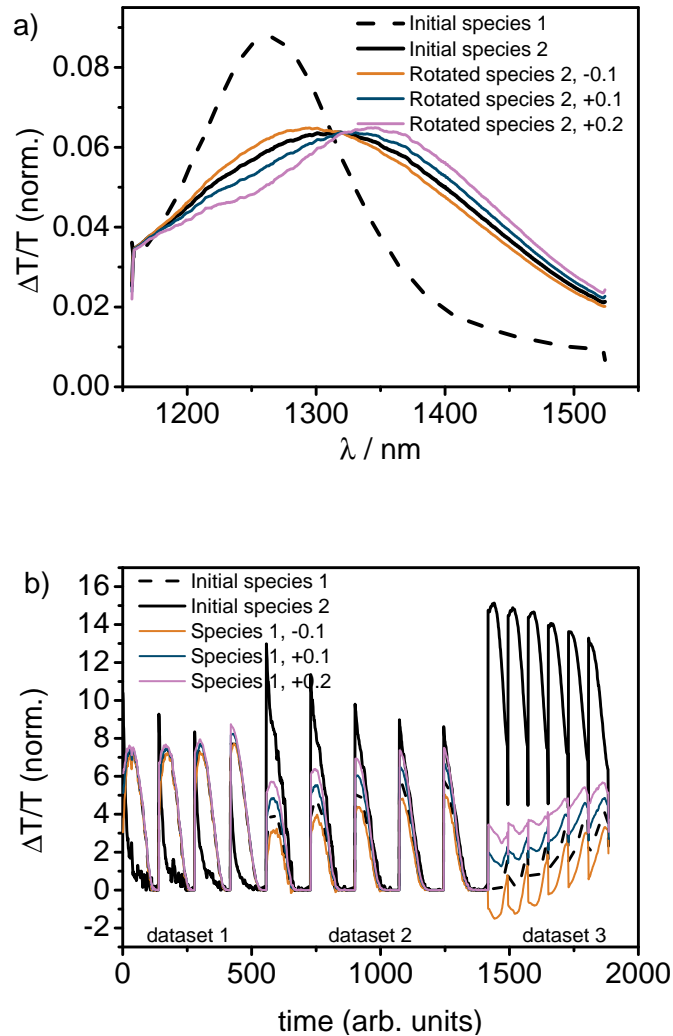 a)
Initial species 1
Initial species 2
Rotated species 2, -0.1
Rotated species 2, +0.1
Rotated species 2, +0.2
0.08
0.06
0.04
0.02
0.00
ΔT/T (norm.)
1200 1300 1400 1500
λ / nm
b)
Initial species 1
Initial species 2
Species 1, -0.1
Species 1, +0.1
Species 1, +0.2
16
14
12
10
8
6
4
2
0
-2
ΔT/T (norm.)
dataset 1 dataset 2 dataset 3
0 500 1000 1500 2000
time (arb. units)